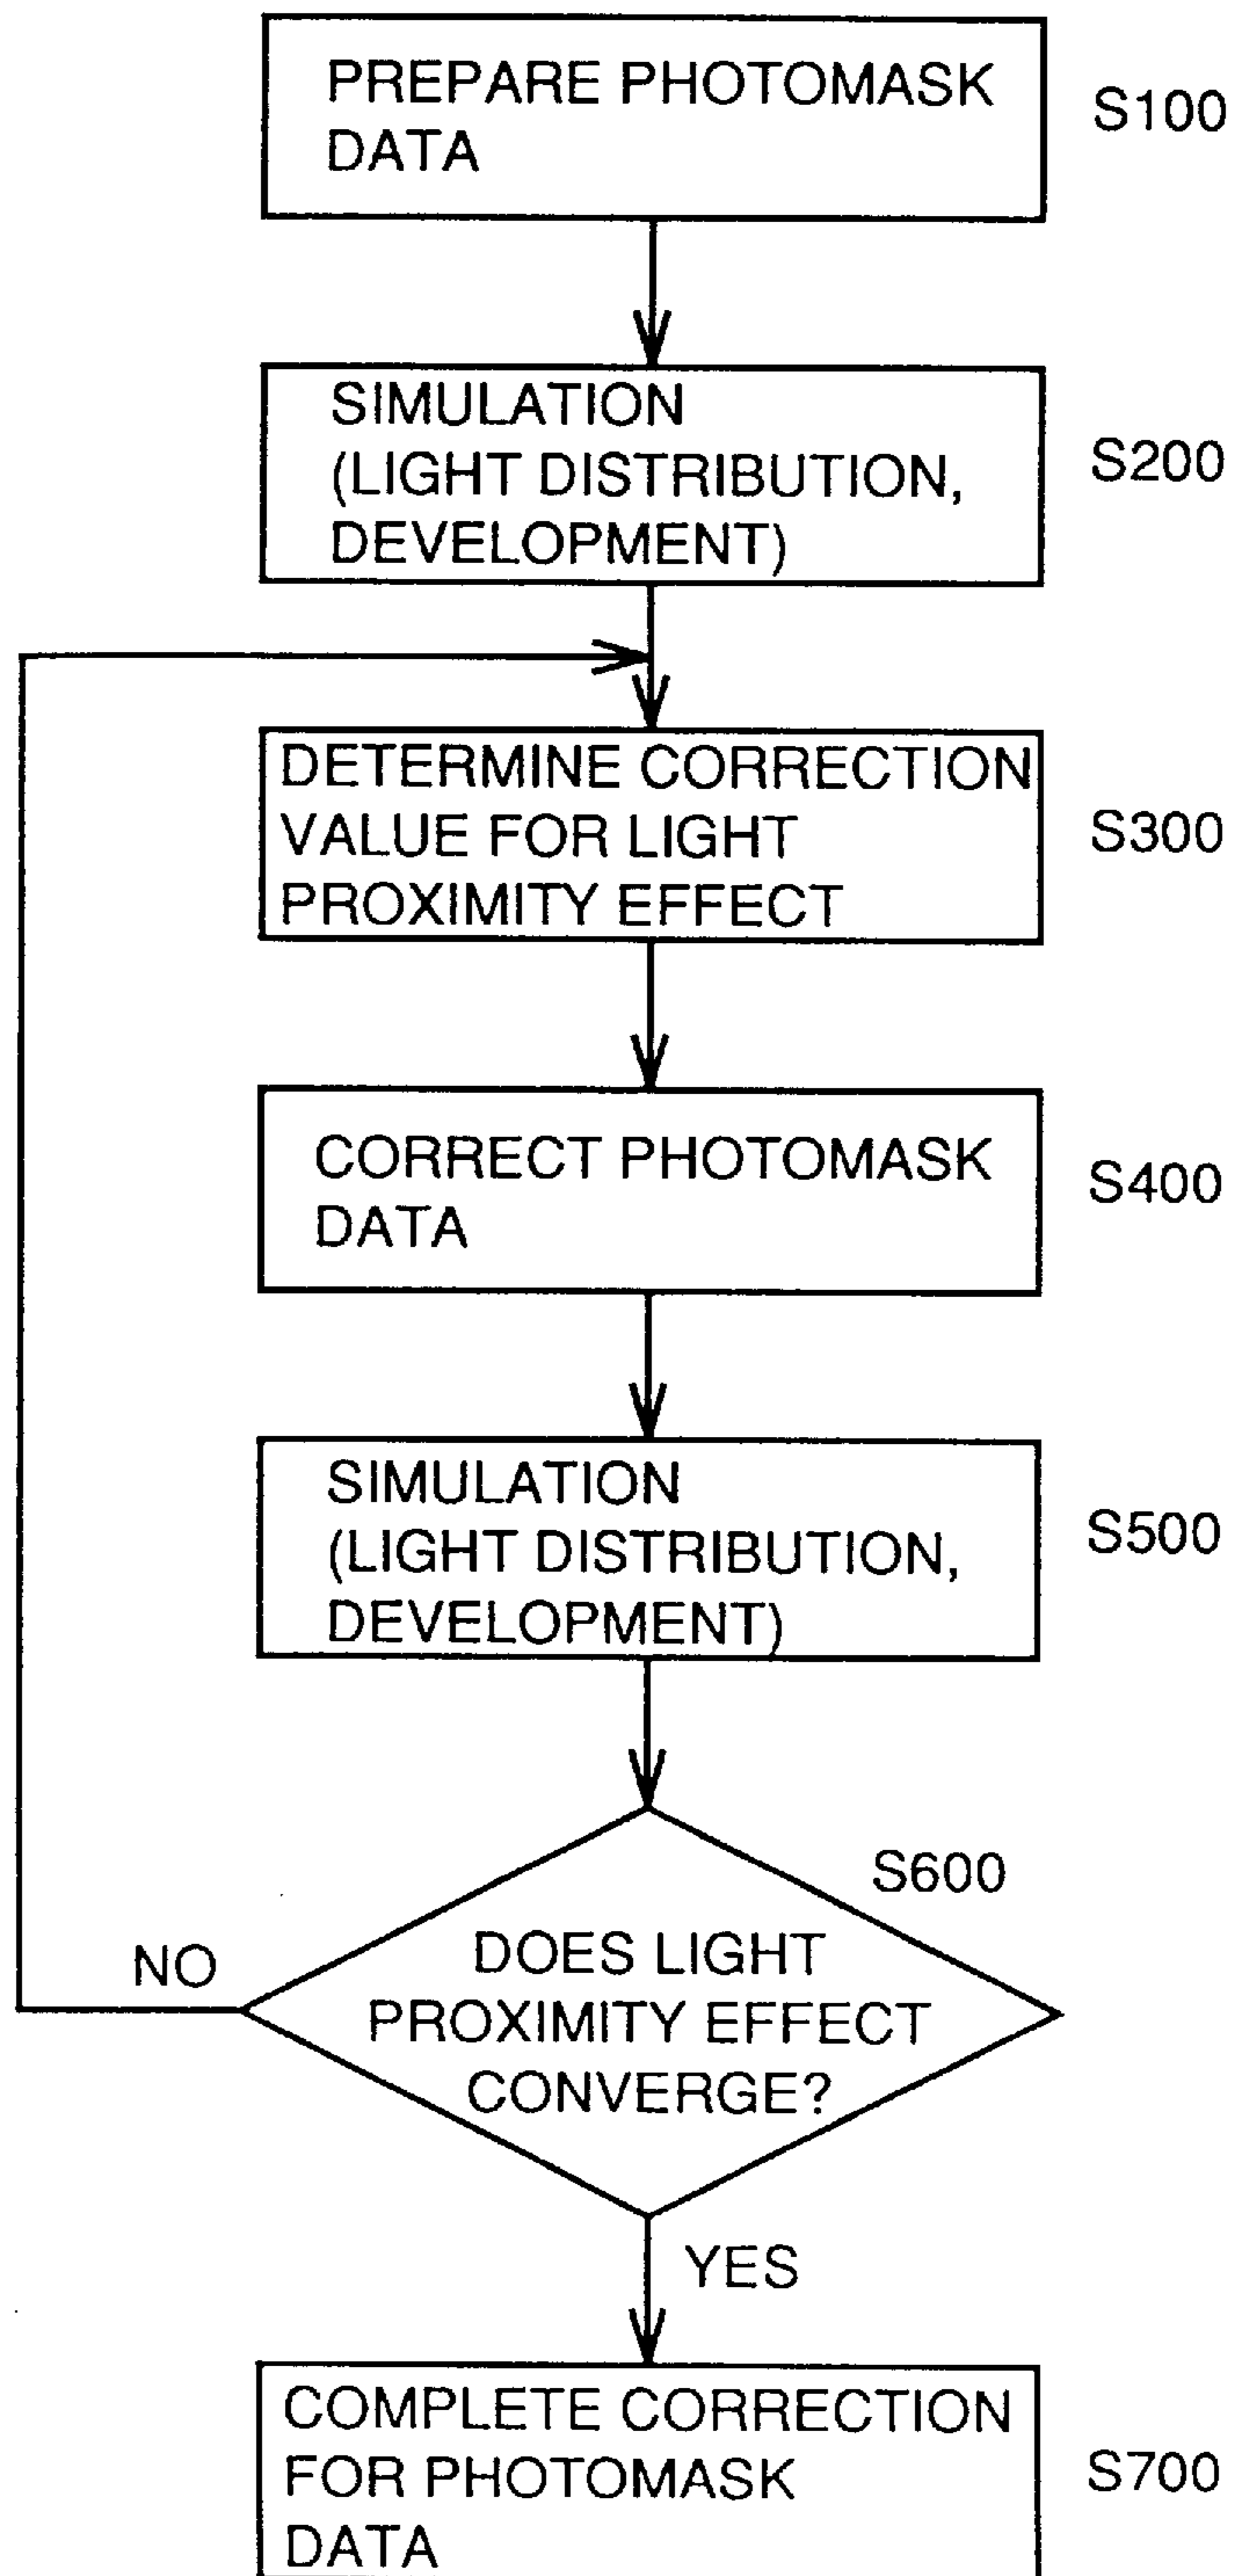 PREPARE PHOTOMASK
DATA
S100
SIMULATION
(LIGHT DISTRIBUTION,
DEVELOPMENT)
S200
DETERMINE CORRECTION
VALUE FOR LIGHT
PROXIMITY EFFECT
S300
CORRECT PHOTOMASK
DATA
S400
SIMULATION
(LIGHT DISTRIBUTION,
DEVELOPMENT)
S500
S600
DOES LIGHT
PROXIMITY EFFECT
CONVERGE?
NO
YES
COMPLETE CORRECTION
FOR PHOTOMASK
DATA
S700